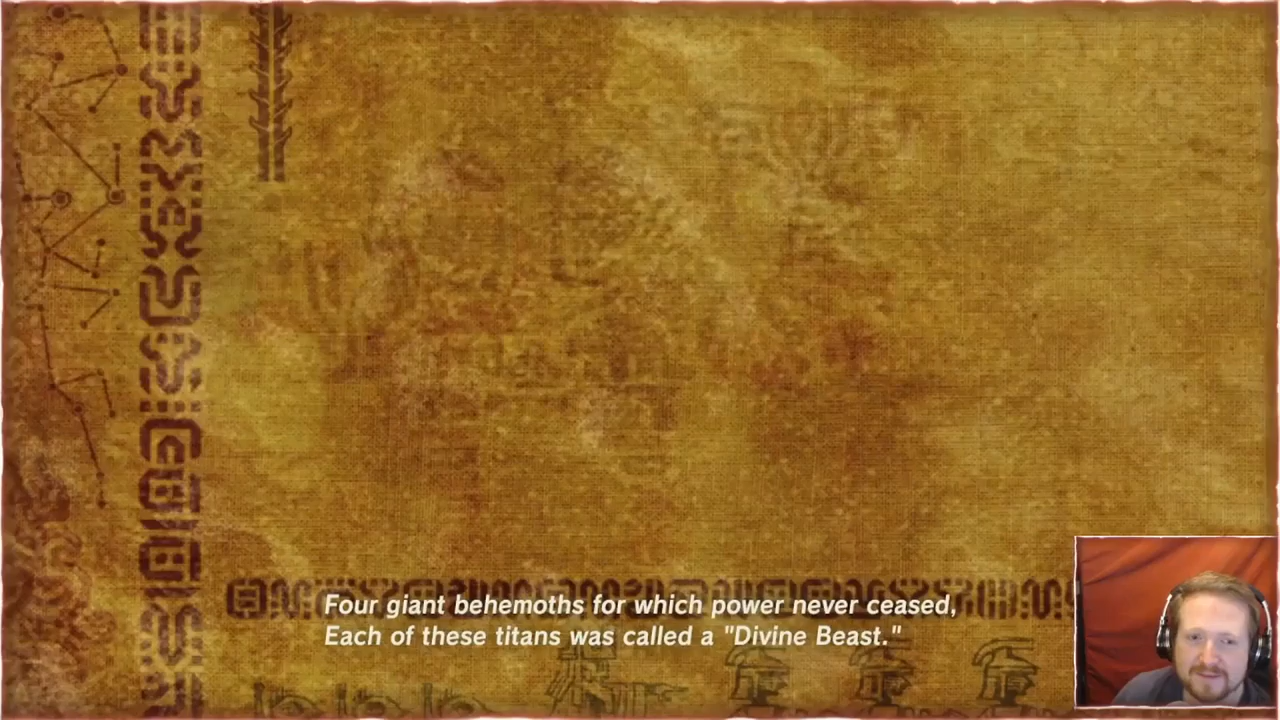 Four giant behemoths for which power never ceased,
Each of these titans was called a "Divine Beast."